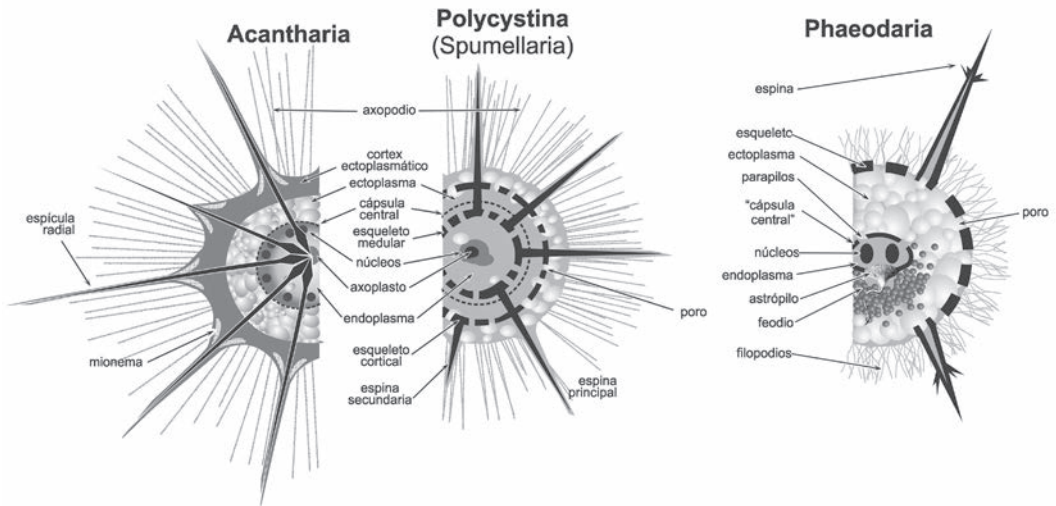 Acantharia
Polycystina
(Spumellaria)
Phaeodaria
axopodio
cortex
ectoplasmático
ectoplasma
cápsula
central
esqueleto
medular
núcleos
axoplasto
endoplasma
esqueleto
cortical
espina
secundaria
espícula
radial
mionema
poro
espina
principal
espina
esqueleto
ectoplasma
parapilos
"cápsula
central"
núcleos
endoplasma
astrópilo
feodio
filopodios
poro